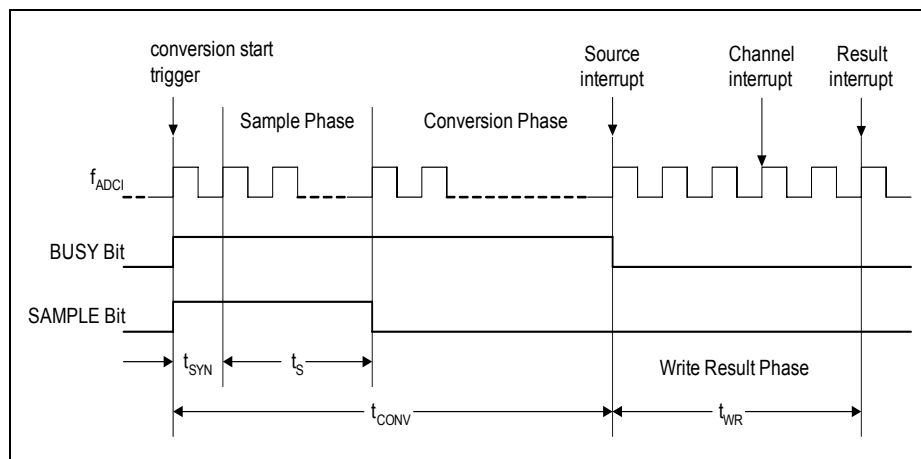 conversion start
trigger
Source
interrupt
Channel
interrupt
Result
interrupt
Sample Phase
Conversion Phase
fADCI
BUSY Bit
SAMPLE Bit
tSYN
tS
Write Result Phase
tCONV
tWR